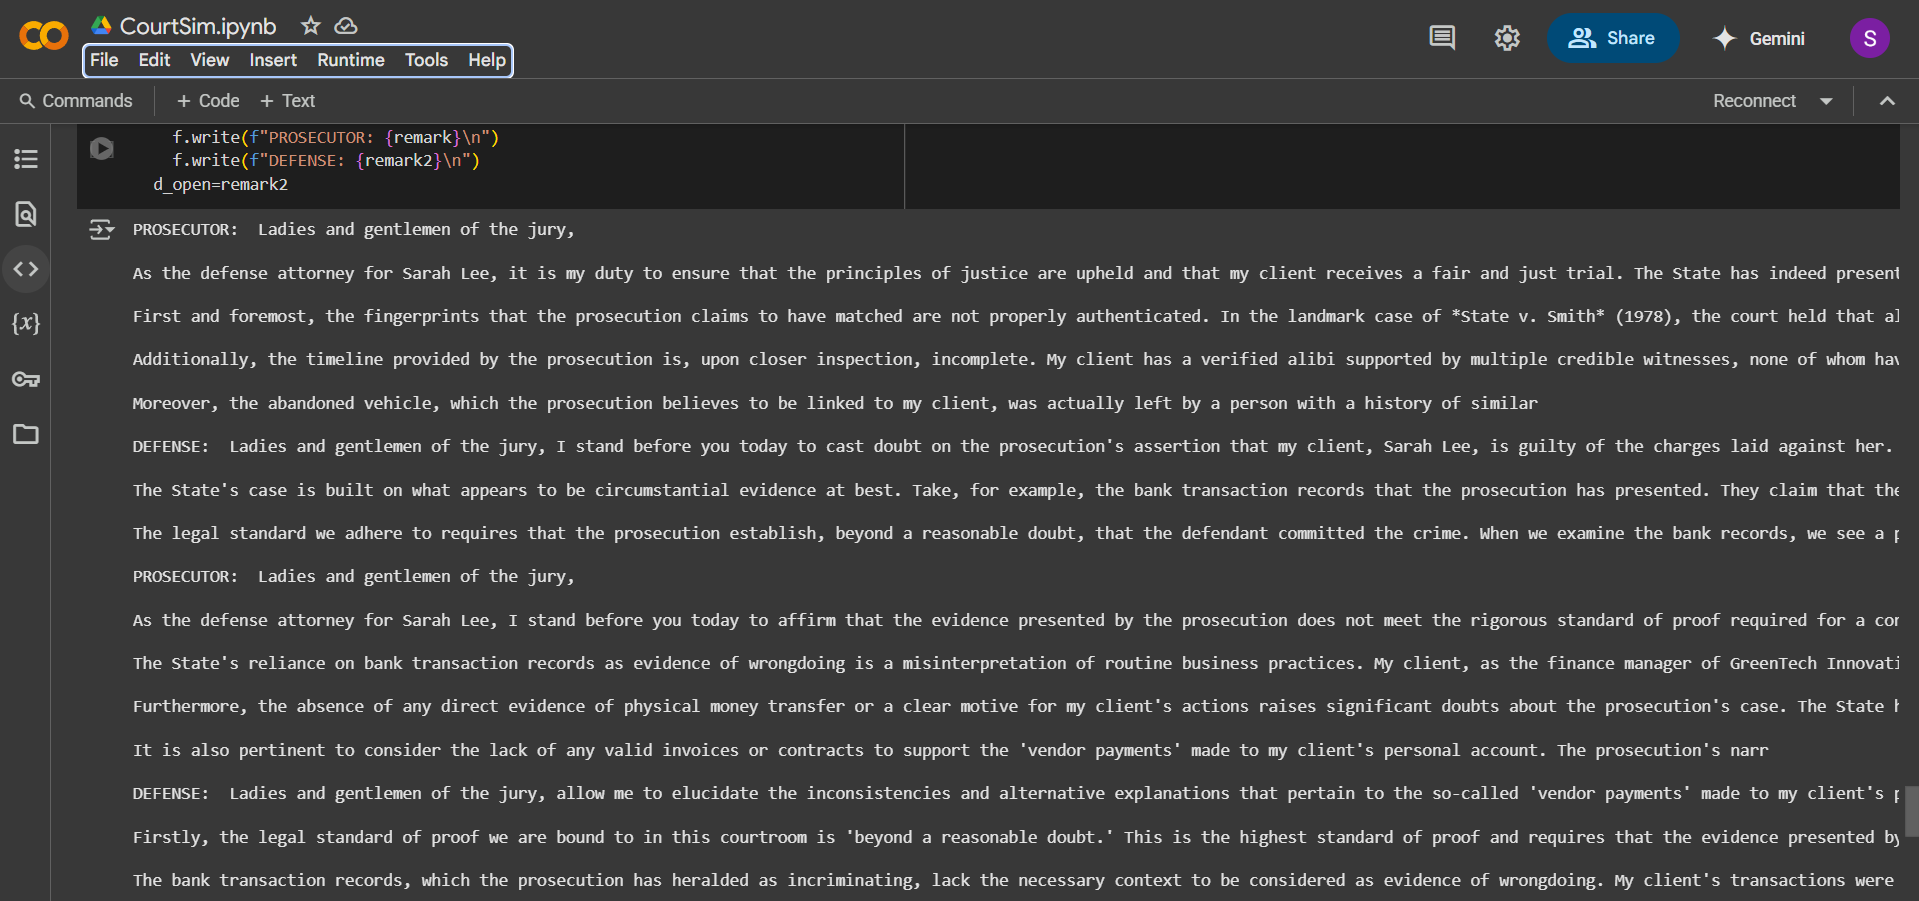 CourtSim.ipynb
File Edit View Insert Runtime Tools Help
Share
Gemini
S
Commands + Code + Text
Reconnect
f.write(f"PROSECUTOR: {remark}\n")
f.write(f"DEFENSE: {remark2}\n")
d_open=remark2
PROSECUTOR:  Ladies and gentlemen of the jury,
As the defense attorney for Sarah Lee, it is my duty to ensure that the principles of justice are upheld and that my client receives a fair and just trial. The State has indeed present
First and foremost, the fingerprints that the prosecution claims to have matched are not properly authenticated. In the landmark case of *State v. Smith* (1978), the court held that al
Additionally, the timeline provided by the prosecution is, upon closer inspection, incomplete. My client has a verified alibi supported by multiple credible witnesses, none of whom hav
Moreover, the abandoned vehicle, which the prosecution believes to be linked to my client, was actually left by a person with a history of similar
DEFENSE:  Ladies and gentlemen of the jury, I stand before you today to cast doubt on the prosecution's assertion that my client, Sarah Lee, is guilty of the charges laid against her.
The State's case is built on what appears to be circumstantial evidence at best. Take, for example, the bank transaction records that the prosecution has presented. They claim that the
The legal standard we adhere to requires that the prosecution establish, beyond a reasonable doubt, that the defendant committed the crime. When we examine the bank records, we see a p
PROSECUTOR:  Ladies and gentlemen of the jury,
As the defense attorney for Sarah Lee, I stand before you today to affirm that the evidence presented by the prosecution does not meet the rigorous standard of proof required for a con
The State's reliance on bank transaction records as evidence of wrongdoing is a misinterpretation of routine business practices. My client, as the finance manager of GreenTech Innovati
Furthermore, the absence of any direct evidence of physical money transfer or a clear motive for my client's actions raises significant doubts about the prosecution's case. The State h
It is also pertinent to consider the lack of any valid invoices or contracts to support the 'vendor payments' made to my client's personal account. The prosecution's narr
DEFENSE:  Ladies and gentlemen of the jury, allow me to elucidate the inconsistencies and alternative explanations that pertain to the so-called 'vendor payments' made to my client's p
Firstly, the legal standard of proof we are bound to in this courtroom is 'beyond a reasonable doubt.' This is the highest standard of proof and requires that the evidence presented by
The bank transaction records, which the prosecution has heralded as incriminating, lack the necessary context to be considered as evidence of wrongdoing. My client's transactions were